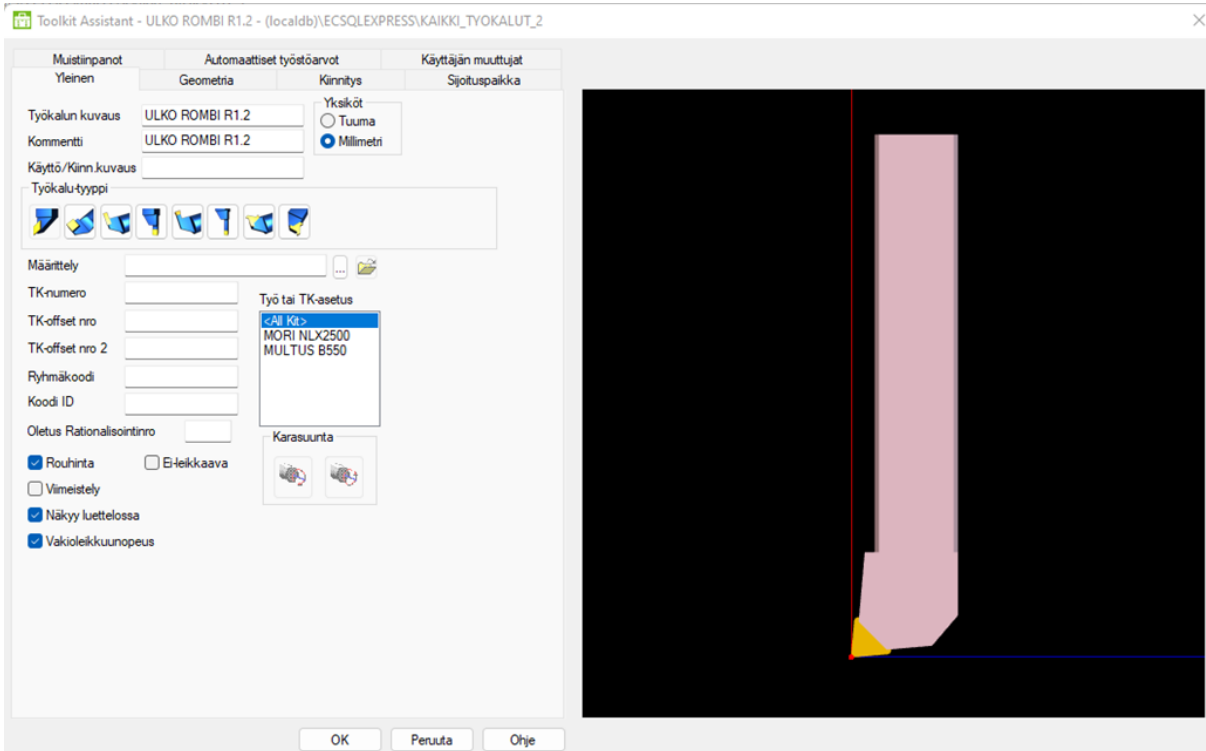 Toolkit Assistant - ULKO ROMBI R1.2 - (localdb)\ECSQLEXPRESS\KAIKKI_TYOKALUT_2
Muistiinpanot Automaattiset työstöarvot Käyttäjän muuttujat
Yleinen Geometria Kiinnitys Sijoituspaikka
Työkalun kuvaus ULKO ROMBI R1.2
Kommentti ULKO ROMBI R1.2
Käyttö/Kiinn.kuvaus
Yksiköt
Tuuma
Millimetri
Työkalu-tyyppi
Määrittely ...
TK-numero
TK-offset nro
TK-offset nro 2
Ryhmäkoodi
Koodi ID
Työ tai TK-asetus
<All Kit>
MORI NLX2500
MULTUS B550
Oletus Rationalisointinro
Karasuunta
Rouhinta Ei-leikkaava
Viimeistely
Näkyy luettelossa
Vakioleikkuunopeus
OK Peruuta Ohje